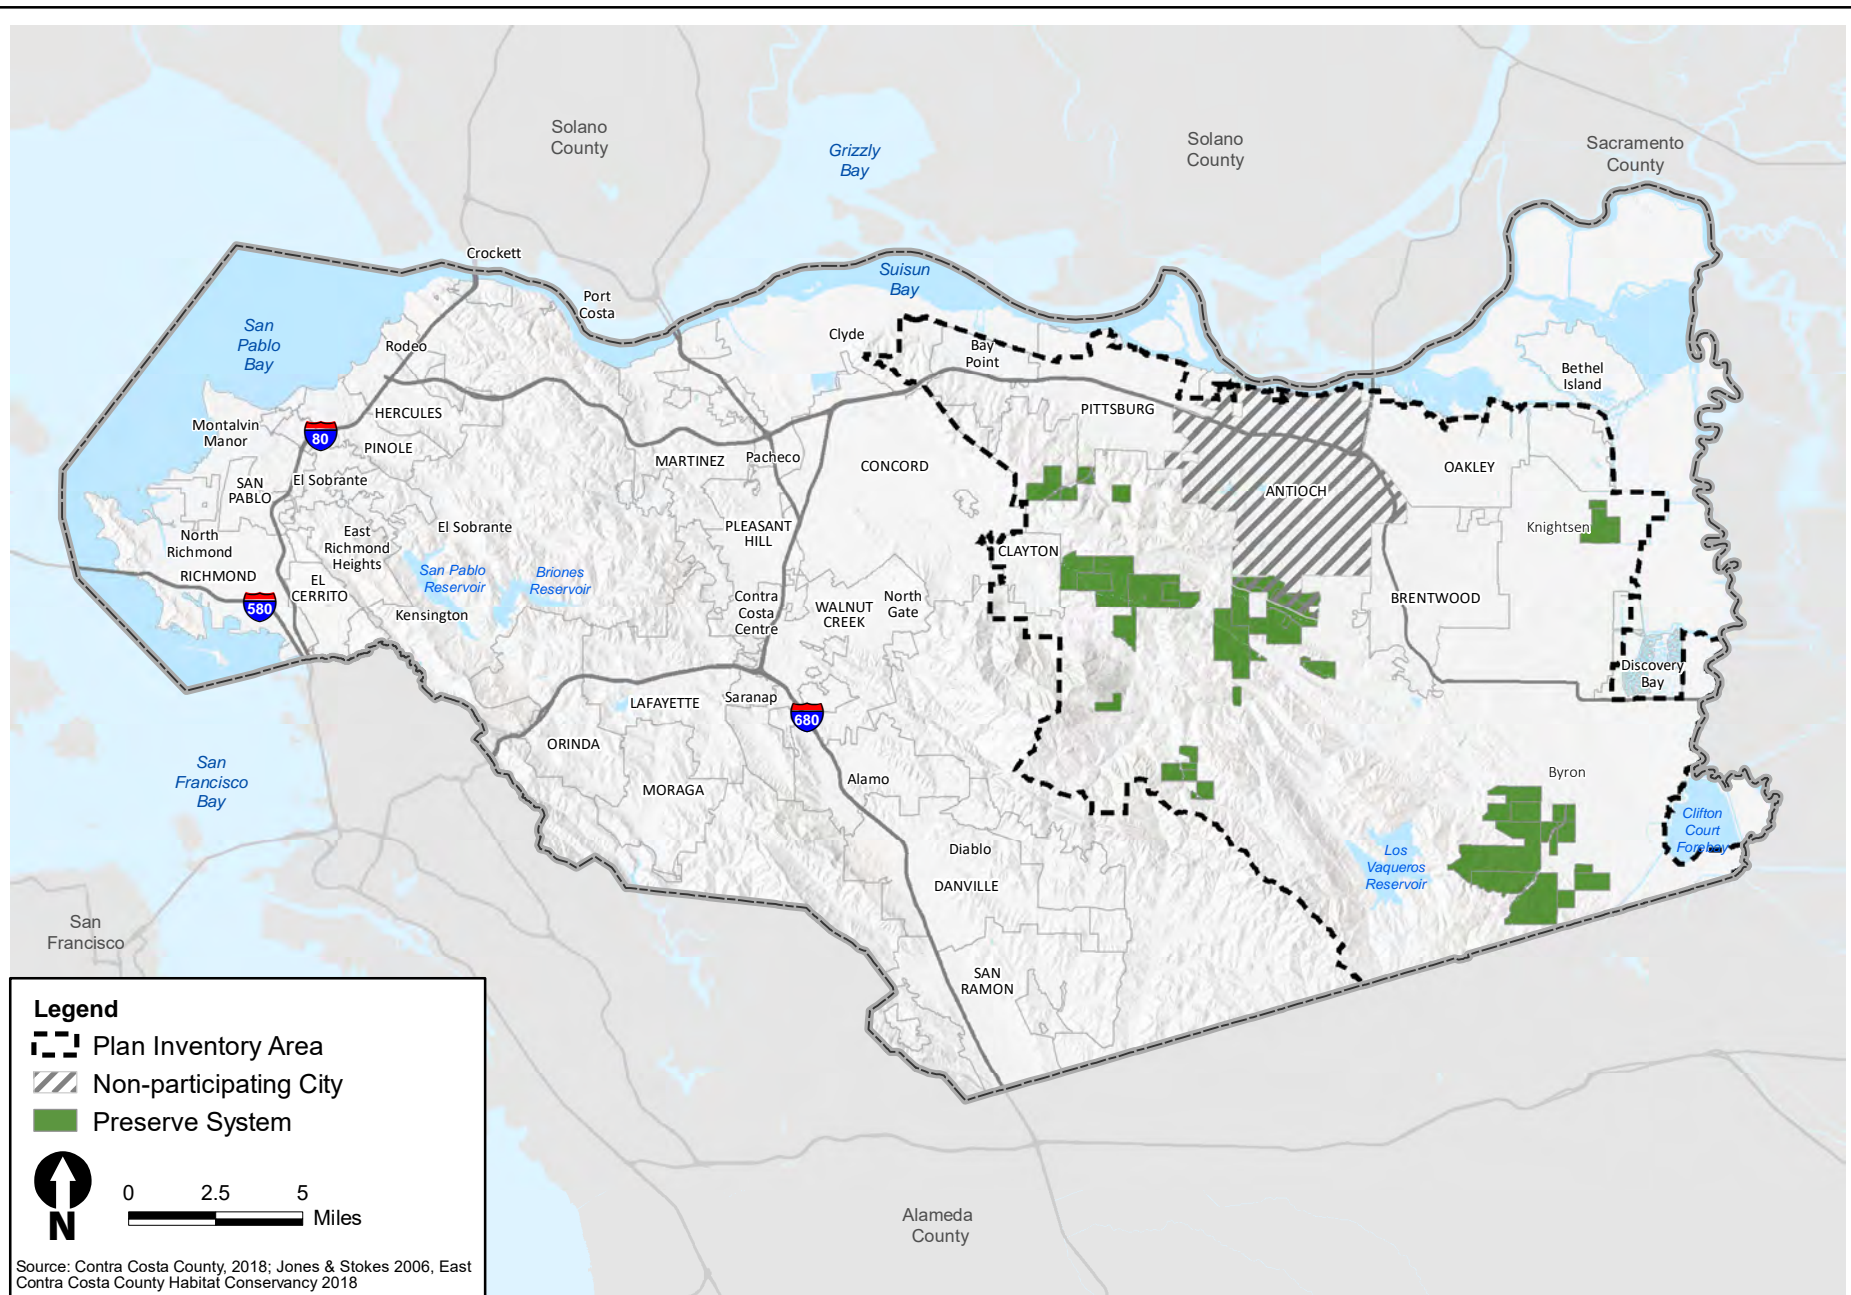 Solano
County
Grizzly
Bay
Solano
County
Sacramento
County
Crockett
Suisun
Bay
Port
Costa
San
Pablo
Bay
Rodeo
Clyde
Bay
Point
Bethel
Island
HERCULES
PITTSBURG
Montalvin
Manor
80
PINOLE
MARTINEZ
Pacheco
CONCORD
OAKLEY
SAN
PABLO
El Sobrante
ANTIOCH
North
Richmond
East
Richmond
Heights
El Sobrante
PLEASANT
HILL
Knightsen
CLAYTON
RICHMOND
EL
CERRITO
San Pablo
Reservoir
Briones
Reservoir
580
Kensington
Contra
Costa
Centre
WALNUT
CREEK
North
Gate
BRENTWOOD
Discovery
Bay
LAFAYETTE
Saranap
680
ORINDA
San
Francisco
Bay
MORAGA
Alamo
Byron
Clifton
Court
Forebay
Diablo
DANVILLE
Los
Vaqueros
Reservoir
San
Francisco
SAN
RAMON
Legend
Plan Inventory Area
Non-participating City
Preserve System
N
0 2.5 5
Miles
Source: Contra Costa County, 2018; Jones & Stokes 2006, East
Contra Costa County Habitat Conservancy 2018
Alameda
County